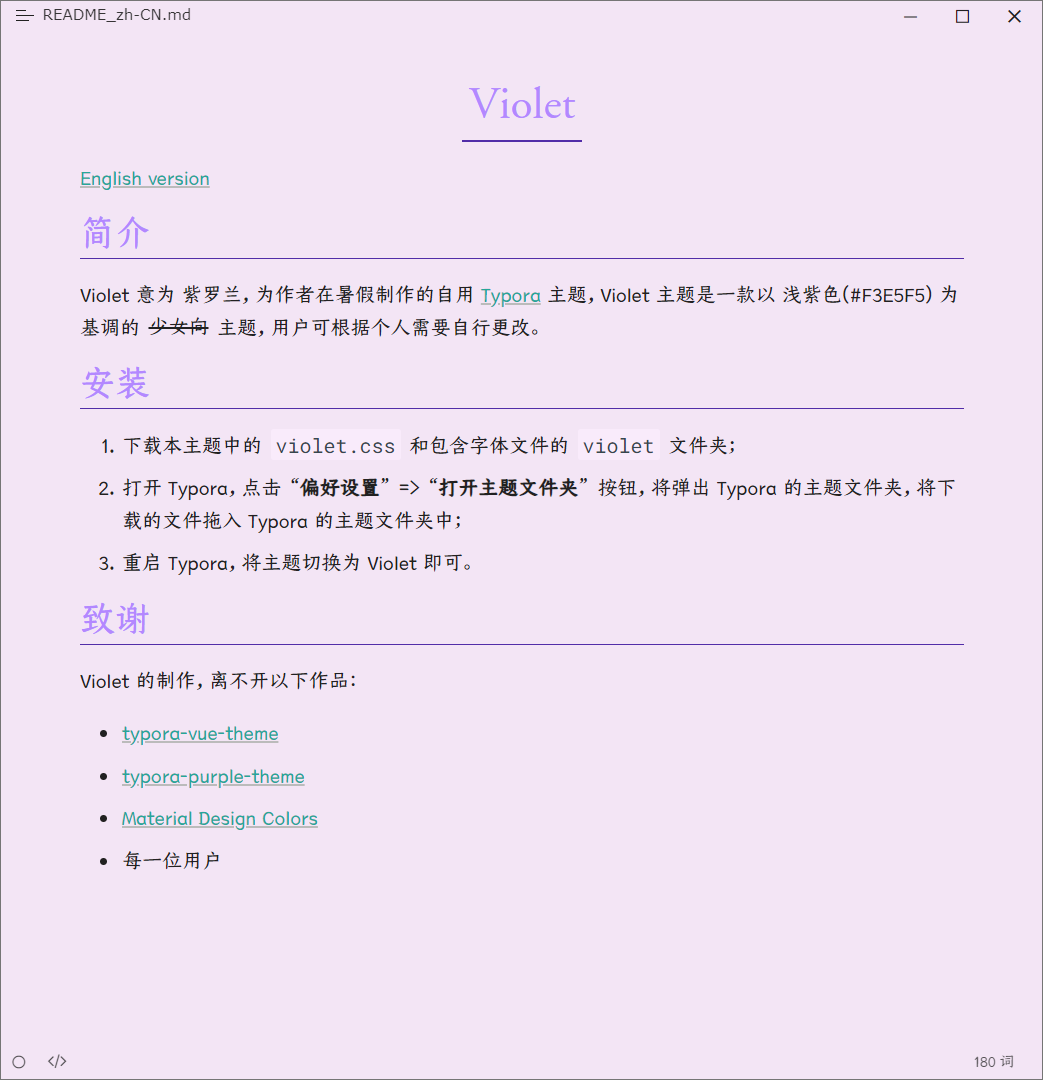 README_zh-CN.md
Violet
English version
简介
Violet 意为 紫罗兰, 为作者在暑假制作的自用 Typora 主题, Violet 主题是一款以 浅紫色(#F3E5F5) 为
基调的 少女向 主题, 用户可根据个人需要自行更改。
安装
1. 下载本主题中的 violet.css 和包含字体文件的 violet 文件夹;
2. 打开 Typora, 点击 “偏好设置” => “打开主题文件夹” 按钮, 将弹出 Typora 的主题文件夹, 将下
载的文件拖入 Typora 的主题文件夹中;
3. 重启 Typora, 将主题切换为 Violet 即可。
致谢
Violet 的制作, 离不开以下作品:
• typora-vue-theme
• typora-purple-theme
• Material Design Colors
• 每一位用户
</> 180 词